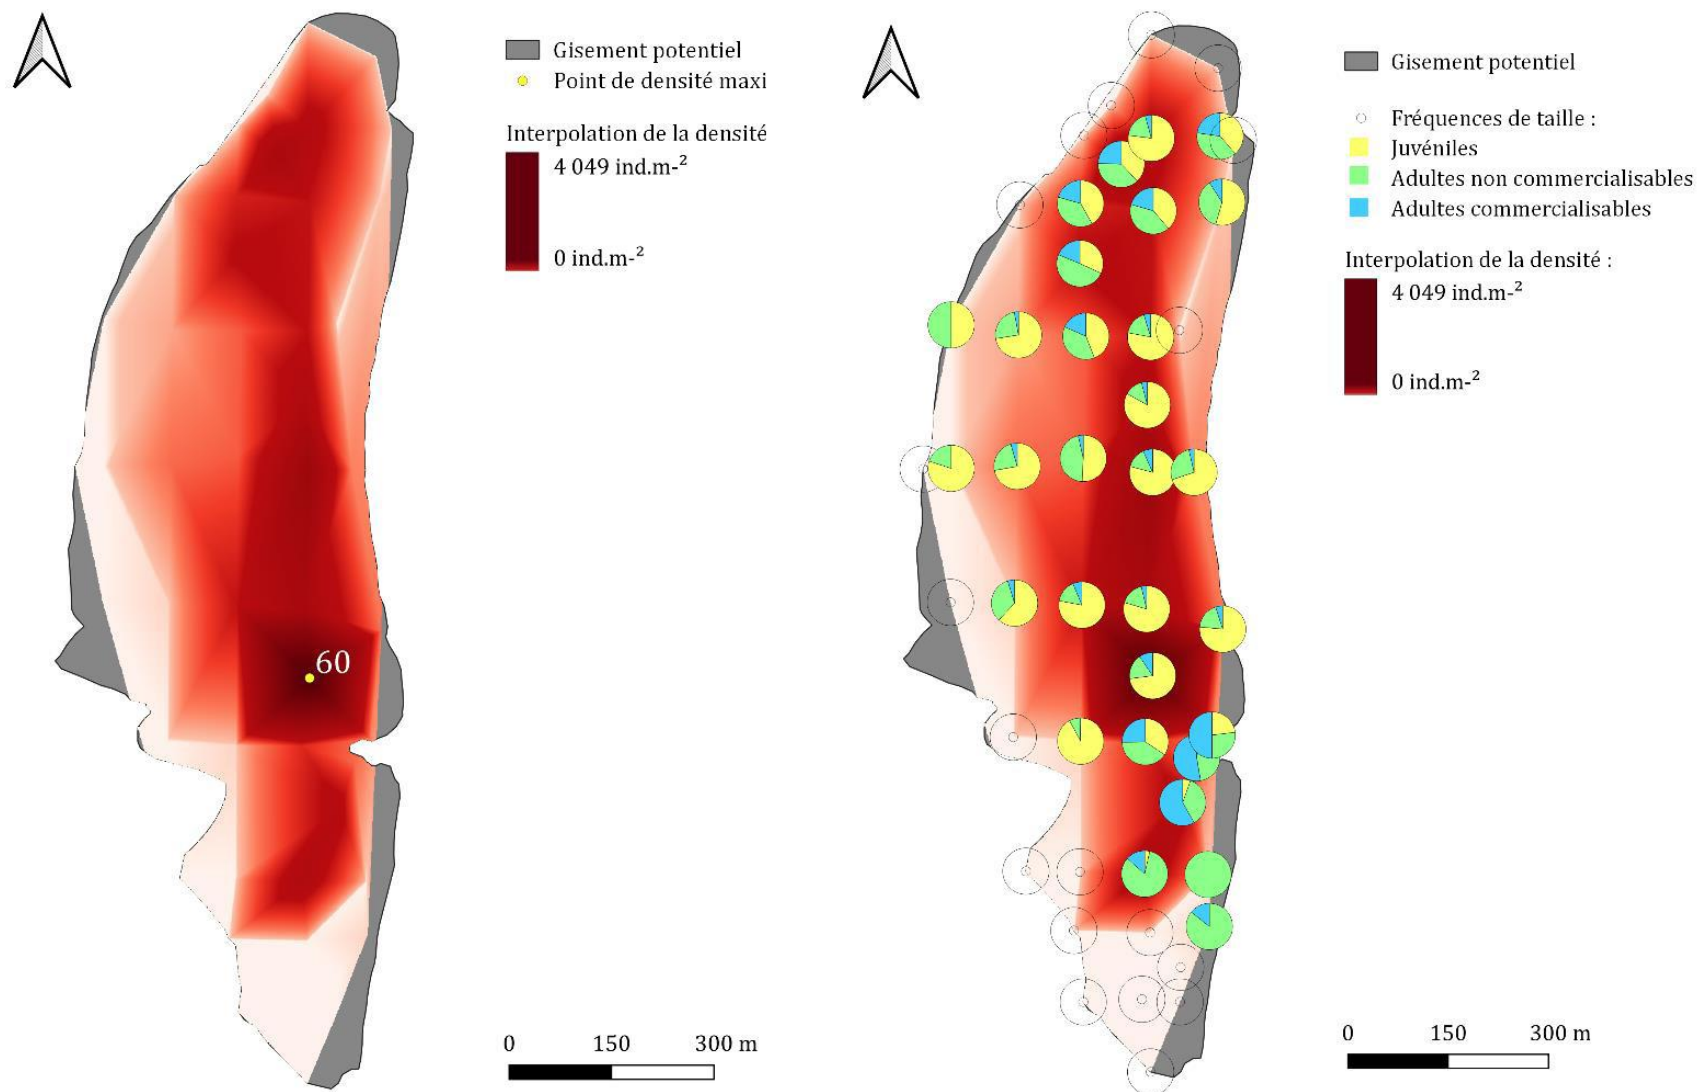 Gisement potentiel
Point de densité maxi
Interpolation de la densité
4 049 ind.m-²
0 ind.m-²
60
0 150 300 m
Gisement potentiel
Fréquences de taille :
Juvéniles
Adultes non commercialisables
Adultes commercialisables
Interpolation de la densité :
4 049 ind.m-²
0 ind.m-²
0 150 300 m